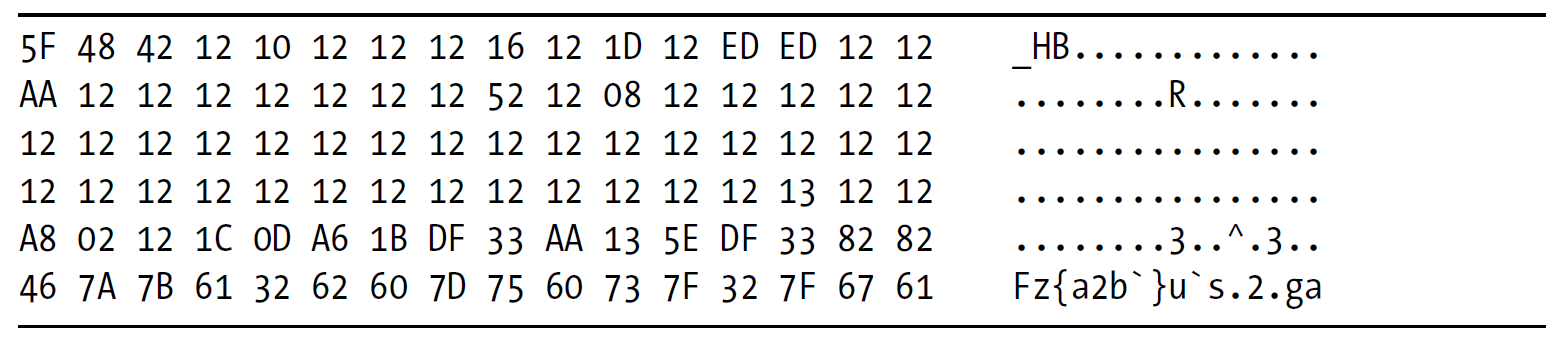 5F 48 42 12 10 12 12 12 16 12 1D 12 ED ED 12 12 _HB.............
AA 12 12 12 12 12 12 12 52 12 08 12 12 12 12 12 ........R.......
12 12 12 12 12 12 12 12 12 12 12 12 12 12 12 12 ................
12 12 12 12 12 12 12 12 12 12 12 12 12 13 12 12 ................
A8 02 12 1C 0D A6 1B DF 33 AA 13 5E DF 33 82 82 ........3..^.3..
46 7A 7B 61 32 62 60 7D 75 60 73 7F 32 7F 67 61 Fz{a2b`}u`s.2.ga